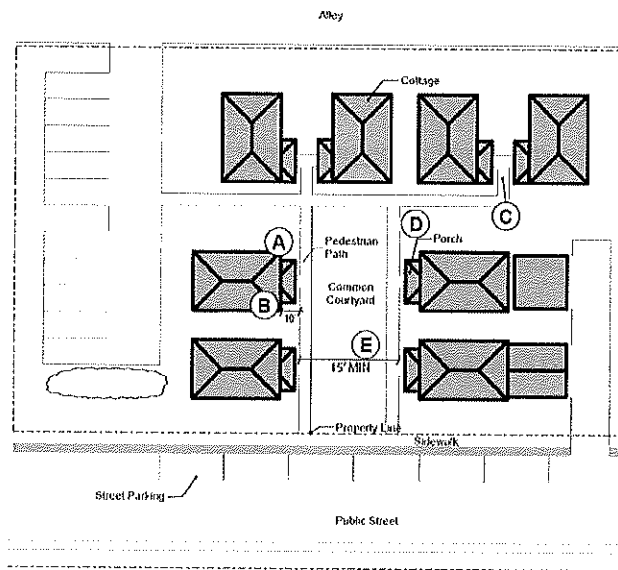 Alley
Cottage
C
A
D
Porch
Pedestrian
Path
Common
Courtyard
B
10'
E
15' MIN
Property Line
Sidewalk
Street Parking
Public Street